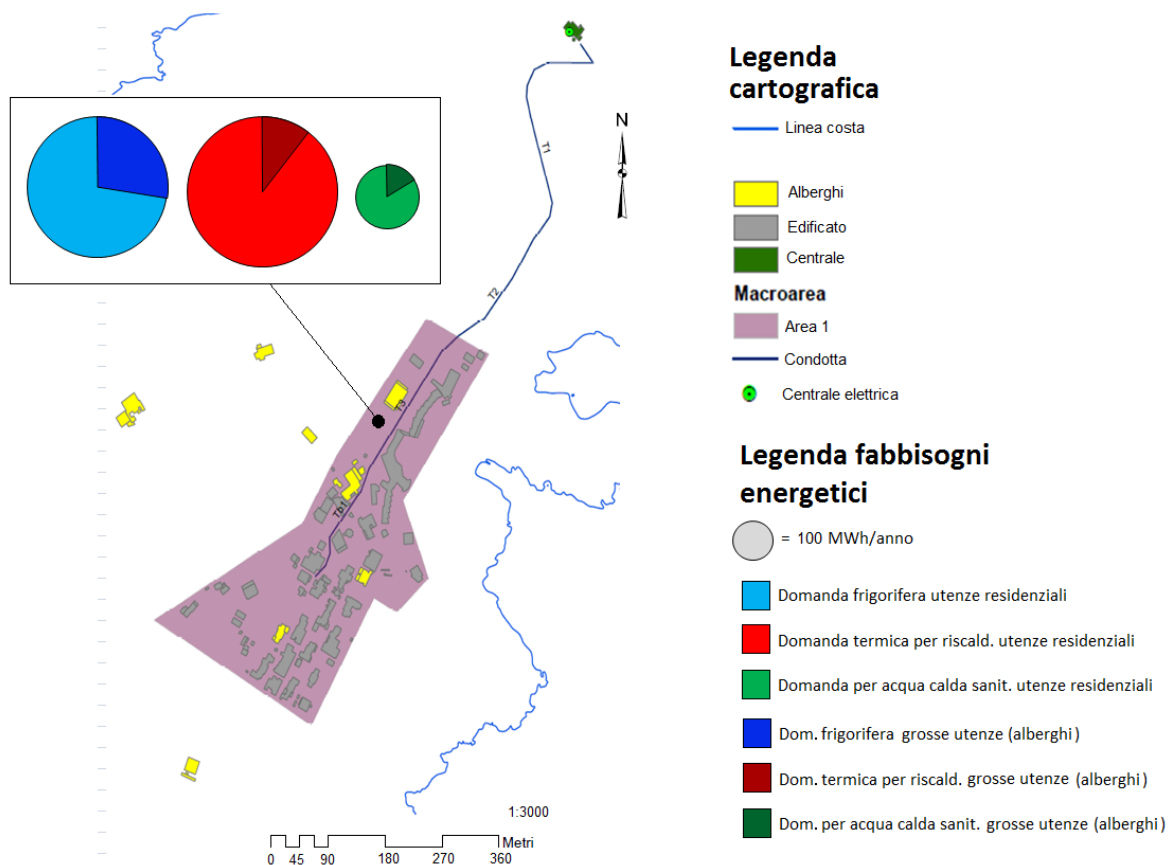 Legenda
cartografica
Linea costa
Alberghi
Edificato
Centrale
Macroarea
Area 1
Condotta
Centrale elettrica
N
T1
T2
T3
Tb1
Legenda fabbisogni
energetici
= 100 MWh/anno
Domanda frigorifera utenze residenziali
Domanda termica per riscald. utenze residenziali
Domanda per acqua calda sanit. utenze residenziali
Dom. frigorifera grosse utenze (alberghi)
Dom. termica per riscald. grosse utenze (alberghi)
Dom. per acqua calda sanit. grosse utenze (alberghi)
1:3000
Metri
0 45 90 180 270 360